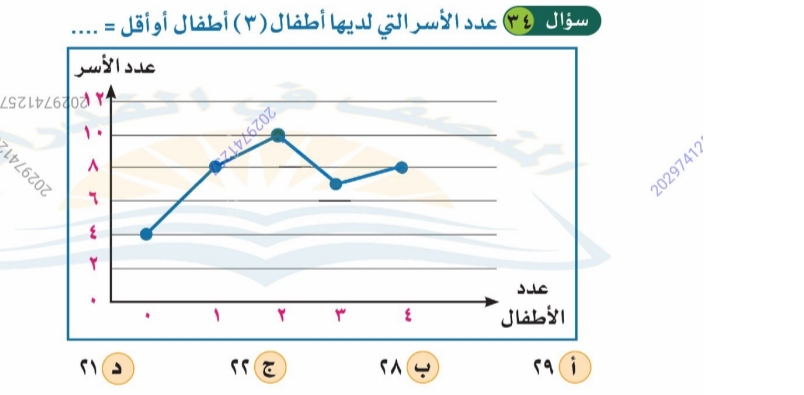 سؤال ٣٤ عدد الأسر التي لديها أطفال (٣) أطفال أو أقل = ....
عدد الأسر
١٢
١٠
٨
٦
٤
٢
٠
٠ ١ ٢ ٣ ٤
عدد
الأطفال
أ ٢٩ ب ٢٨ ج ٢٢ د ٢١